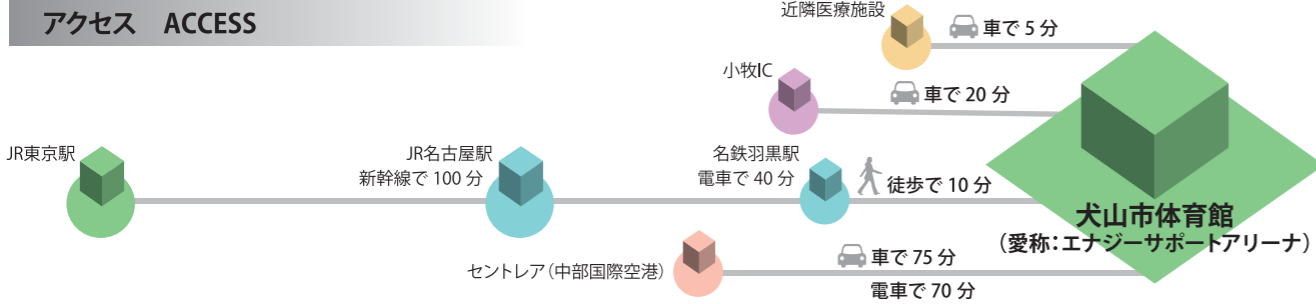 アクセス ACCESS
近隣医療施設
車で 5 分
小牧IC
車で 20 分
JR東京駅
JR名古屋駅
新幹線で 100 分
名鉄羽黒駅
電車で 40 分
徒歩で 10 分
犬山市体育館
(愛称:エナジーサポートアリーナ)
セントレア(中部国際空港)
車で 75 分
電車で 70 分